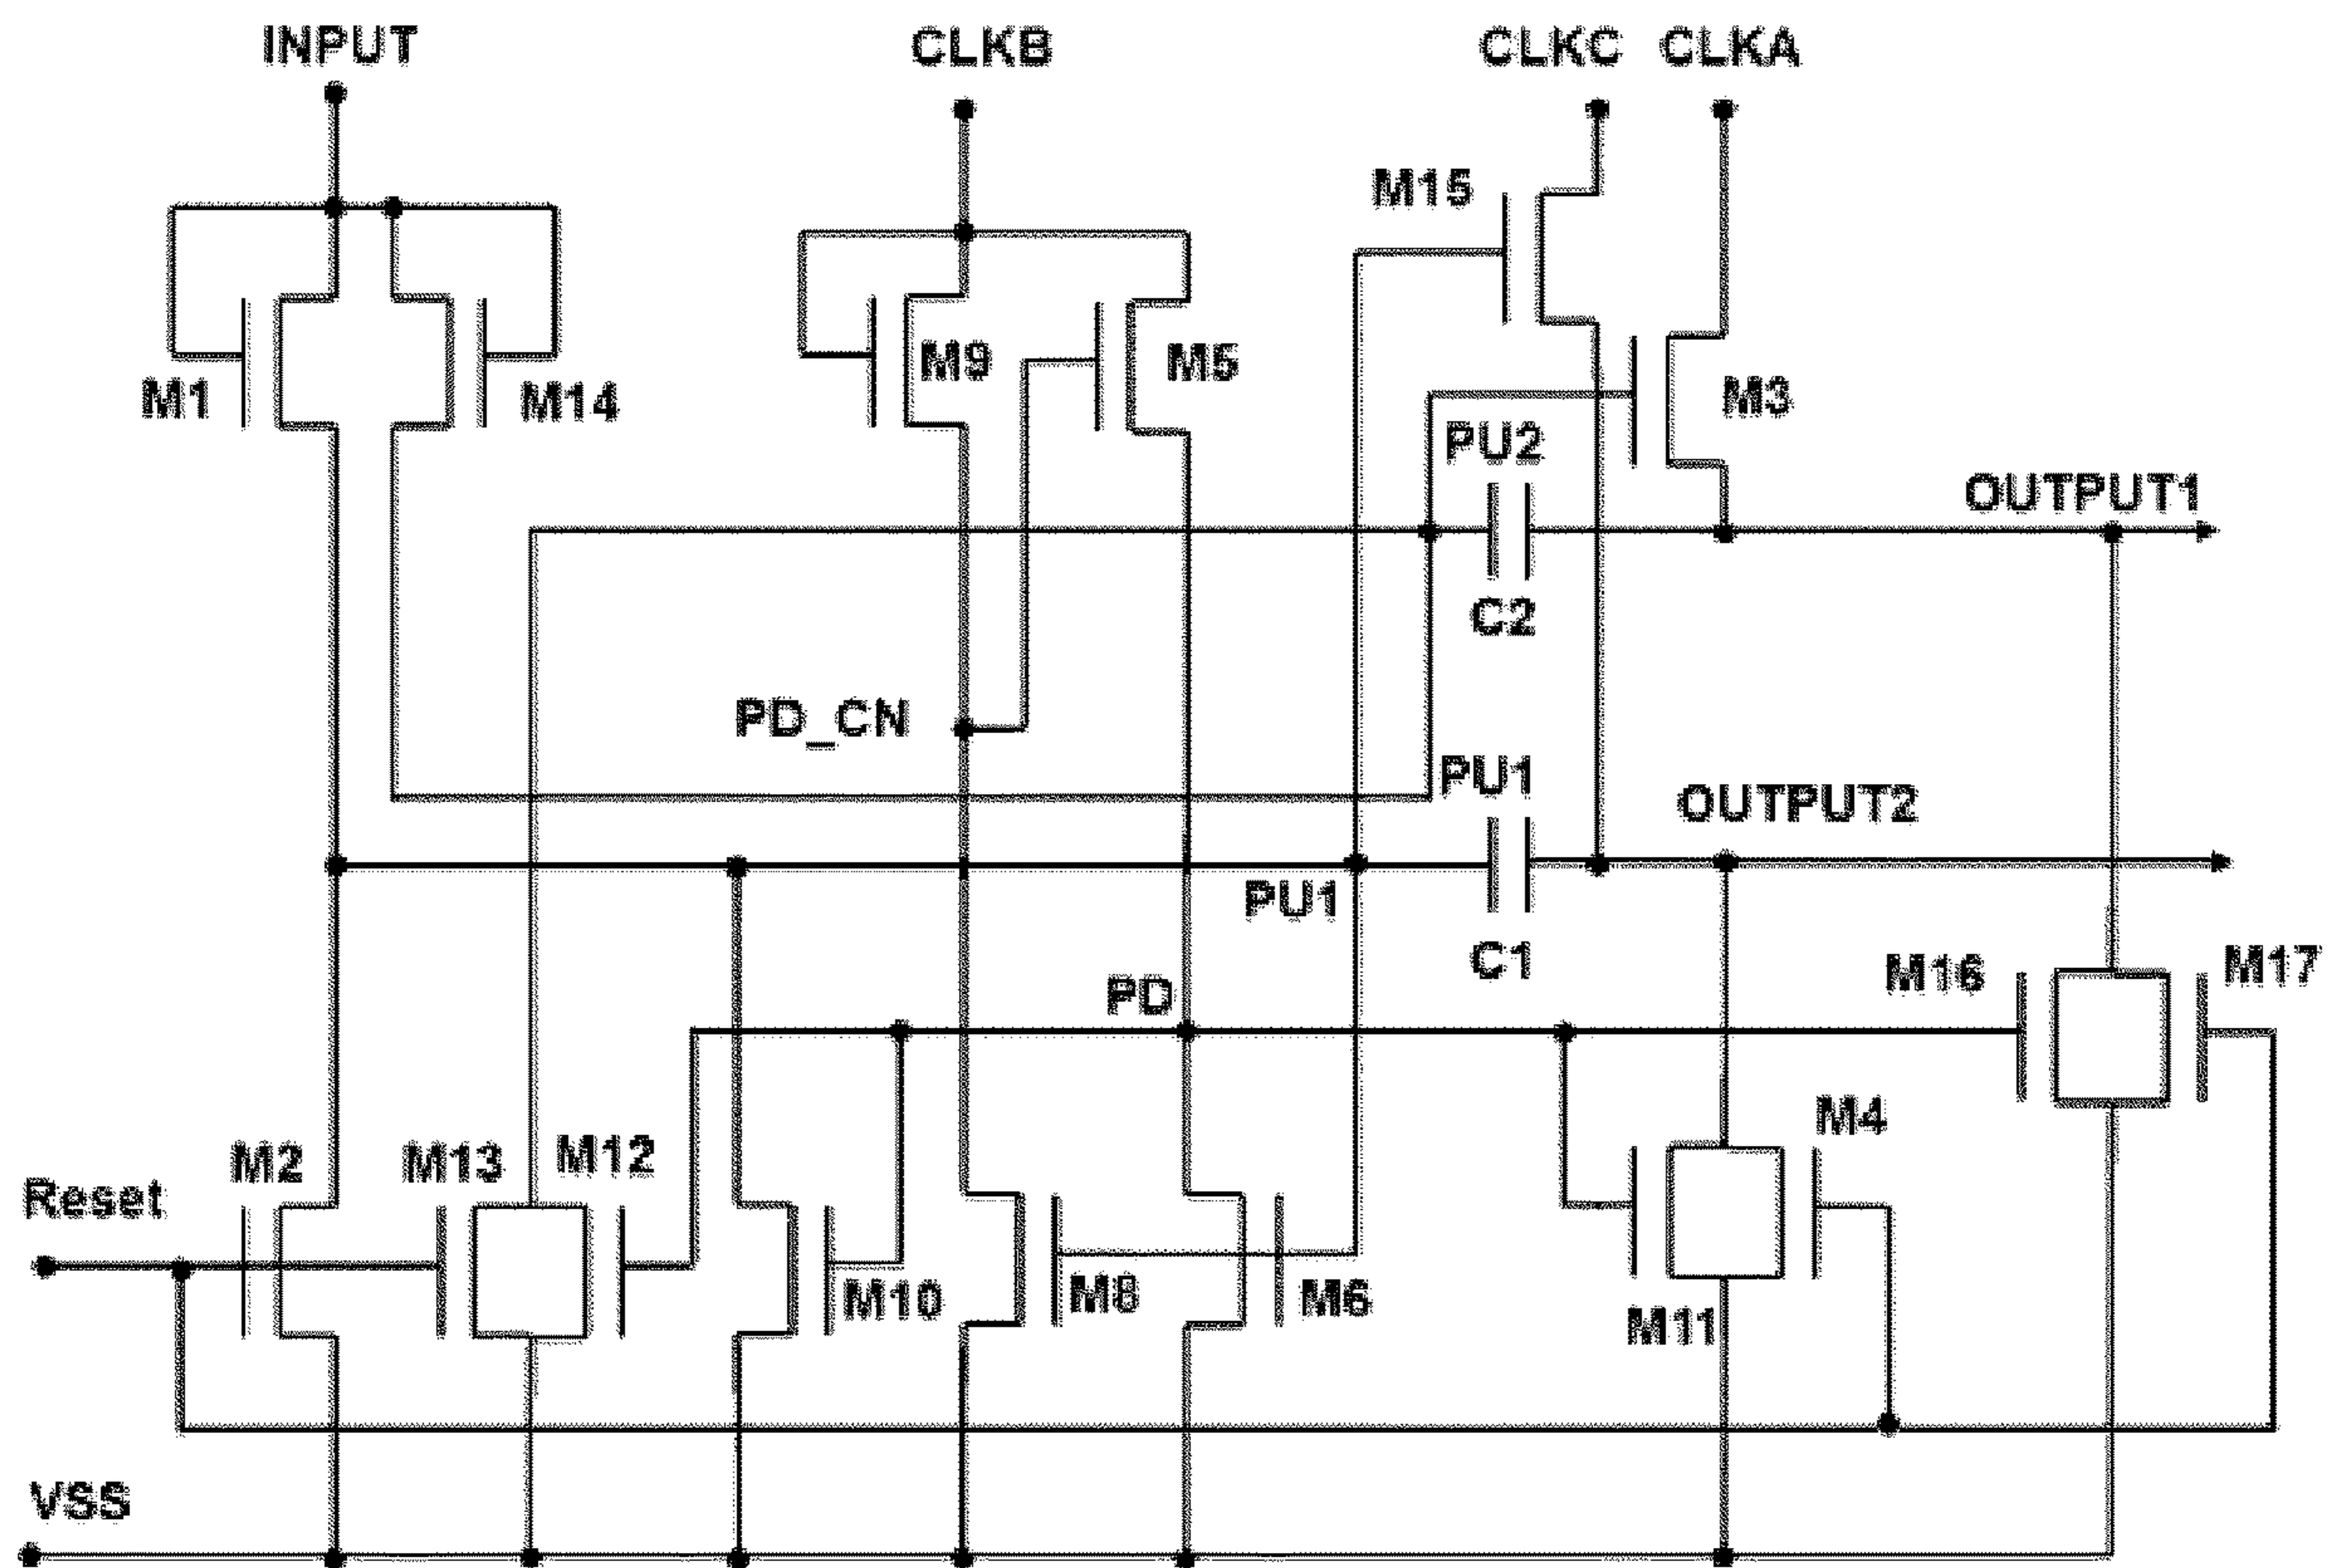 INPUT
CLKB
CLKC CLKA
M15
M9
M5
M1
M14
M3
PU2
OUTPUT1
C2
PD_CN
PU1
OUTPUT2
PU1
C1
PD
M16
M17
M4
M2
M13
M12
Reset
M10
M8
M6
M11
VSS